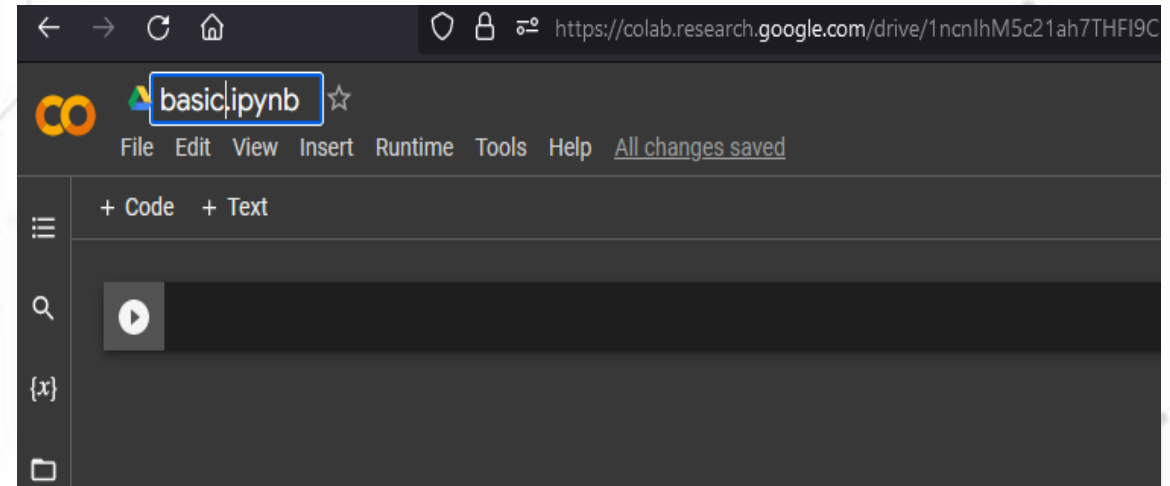 https://colab.research.google.com/drive/1ncnIhM5c21ah7THFI9C
basic.ipynb
File Edit View Insert Runtime Tools Help All changes saved
+ Code + Text
{x}